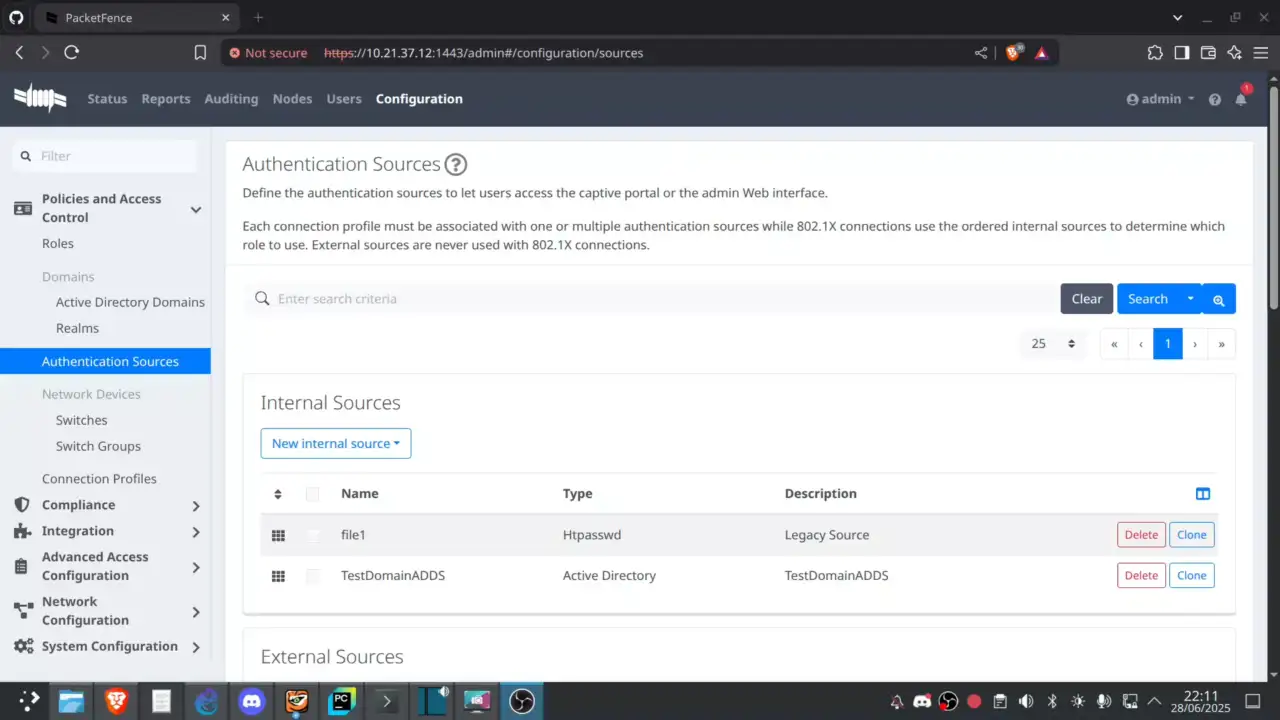 PacketFence
Not secure https://10.21.37.12:1443/admin#/configuration/sources
Status Reports Auditing Nodes Users Configuration admin 1
Filter
Policies and Access
Control
Roles
Domains
Active Directory Domains
Realms
Authentication Sources
Network Devices
Switches
Switch Groups
Connection Profiles
Compliance
Integration
Advanced Access
Configuration
Network
Configuration
System Configuration
Authentication Sources
Define the authentication sources to let users access the captive portal or the admin Web interface.
Each connection profile must be associated with one or multiple authentication sources while 802.1X connections use the ordered internal sources to determine which
role to use. External sources are never used with 802.1X connections.
Enter search criteria Clear Search
25 « ‹ 1 › »
Internal Sources
New internal source
Name Type Description
file1 Htpasswd Legacy Source Delete Clone
TestDomainADDS Active Directory TestDomainADDS Delete Clone
External Sources
PC
22:11
28/06/2025